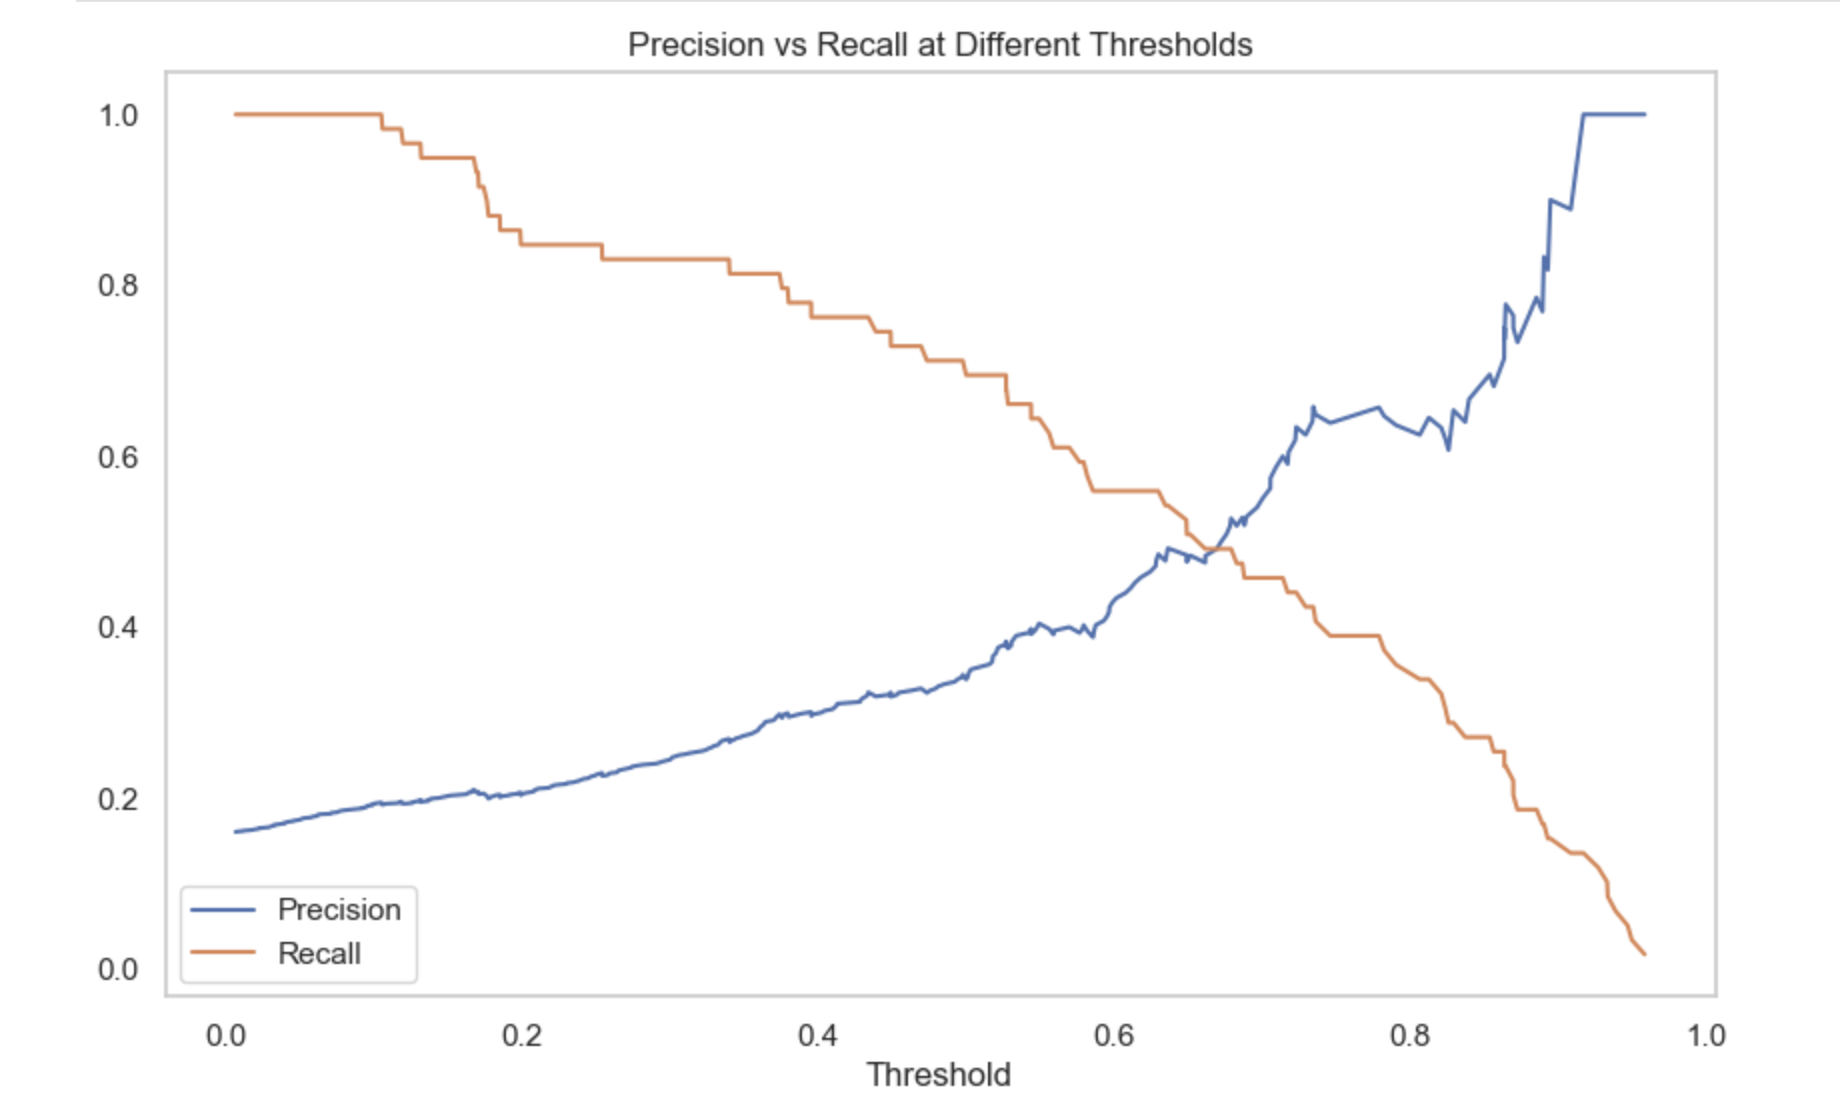 Precision vs Recall at Different Thresholds
1.0
0.8
0.6
0.4
0.2
0.0
Precision
Recall
0.0 0.2 0.4 0.6 0.8 1.0
Threshold